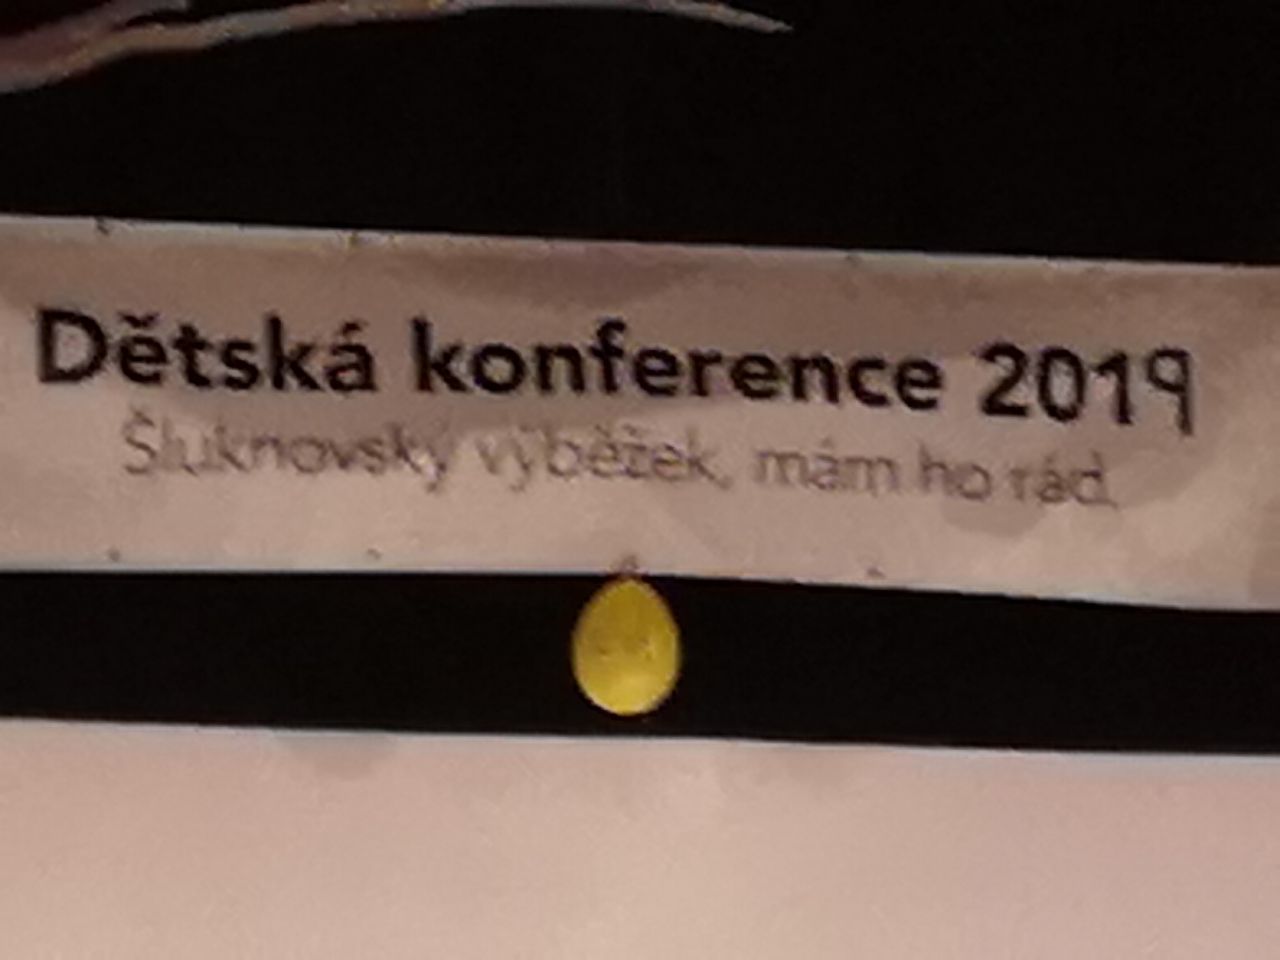 Dětská konference 2019
Šluknovský výběžek, mám ho rád.